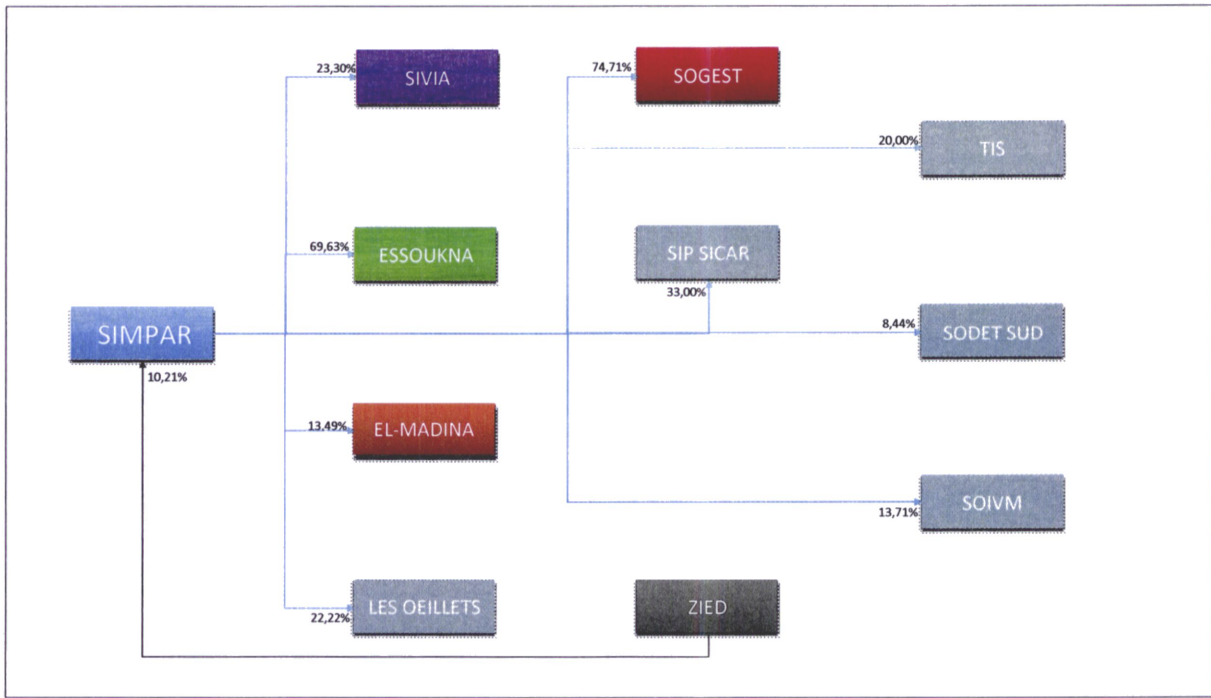 23,30%
SIVIA
74,71%
SOGEST
20,00%
TIS
69,63%
ESSOUKNA
SIP SICAR
33,00%
SIMPAR
10,21%
8,44%
SODET SUD
13,49%
EL-MADINA
SOIVM
13,71%
LES OEILLETS
22,22%
ZIED